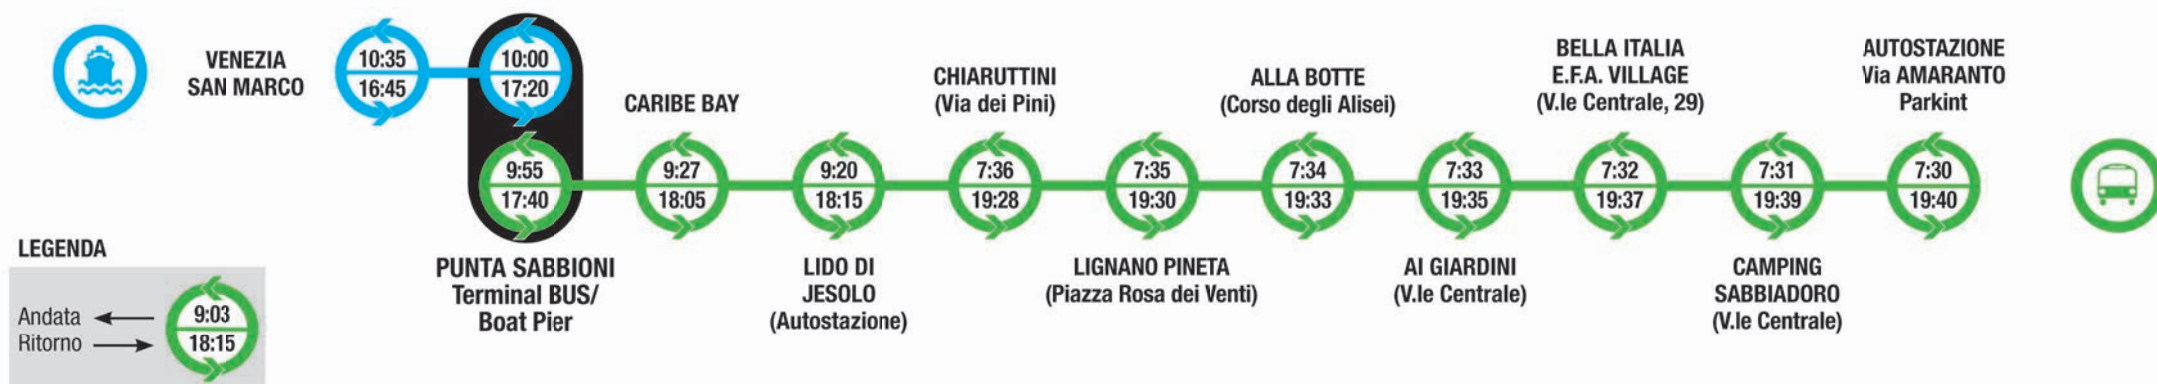 VENEZIA
SAN MARCO
10:35
16:45
10:00
17:20
9:55
17:40
PUNTA SABBIONI
Terminal BUS/
Boat Pier
CARIBE BAY
9:27
18:05
9:20
18:15
LIDO DI
JESOLO
(Autostazione)
CHIARUTTINI
(Via dei Pini)
7:36
19:28
7:35
19:30
LIGNANO PINETA
(Piazza Rosa dei Venti)
ALLA BOTTE
(Corso degli Alisei)
7:34
19:33
7:33
19:35
AI GIARDINI
(V.le Centrale)
BELLA ITALIA
E.F.A. VILLAGE
(V.le Centrale, 29)
7:32
19:37
7:31
19:39
CAMPING
SABBIADORO
(V.le Centrale)
AUTOSTAZIONE
Via AMARANTO
Parkint
7:30
19:40
LEGENDA
Andata
Ritorno
9:03
18:15